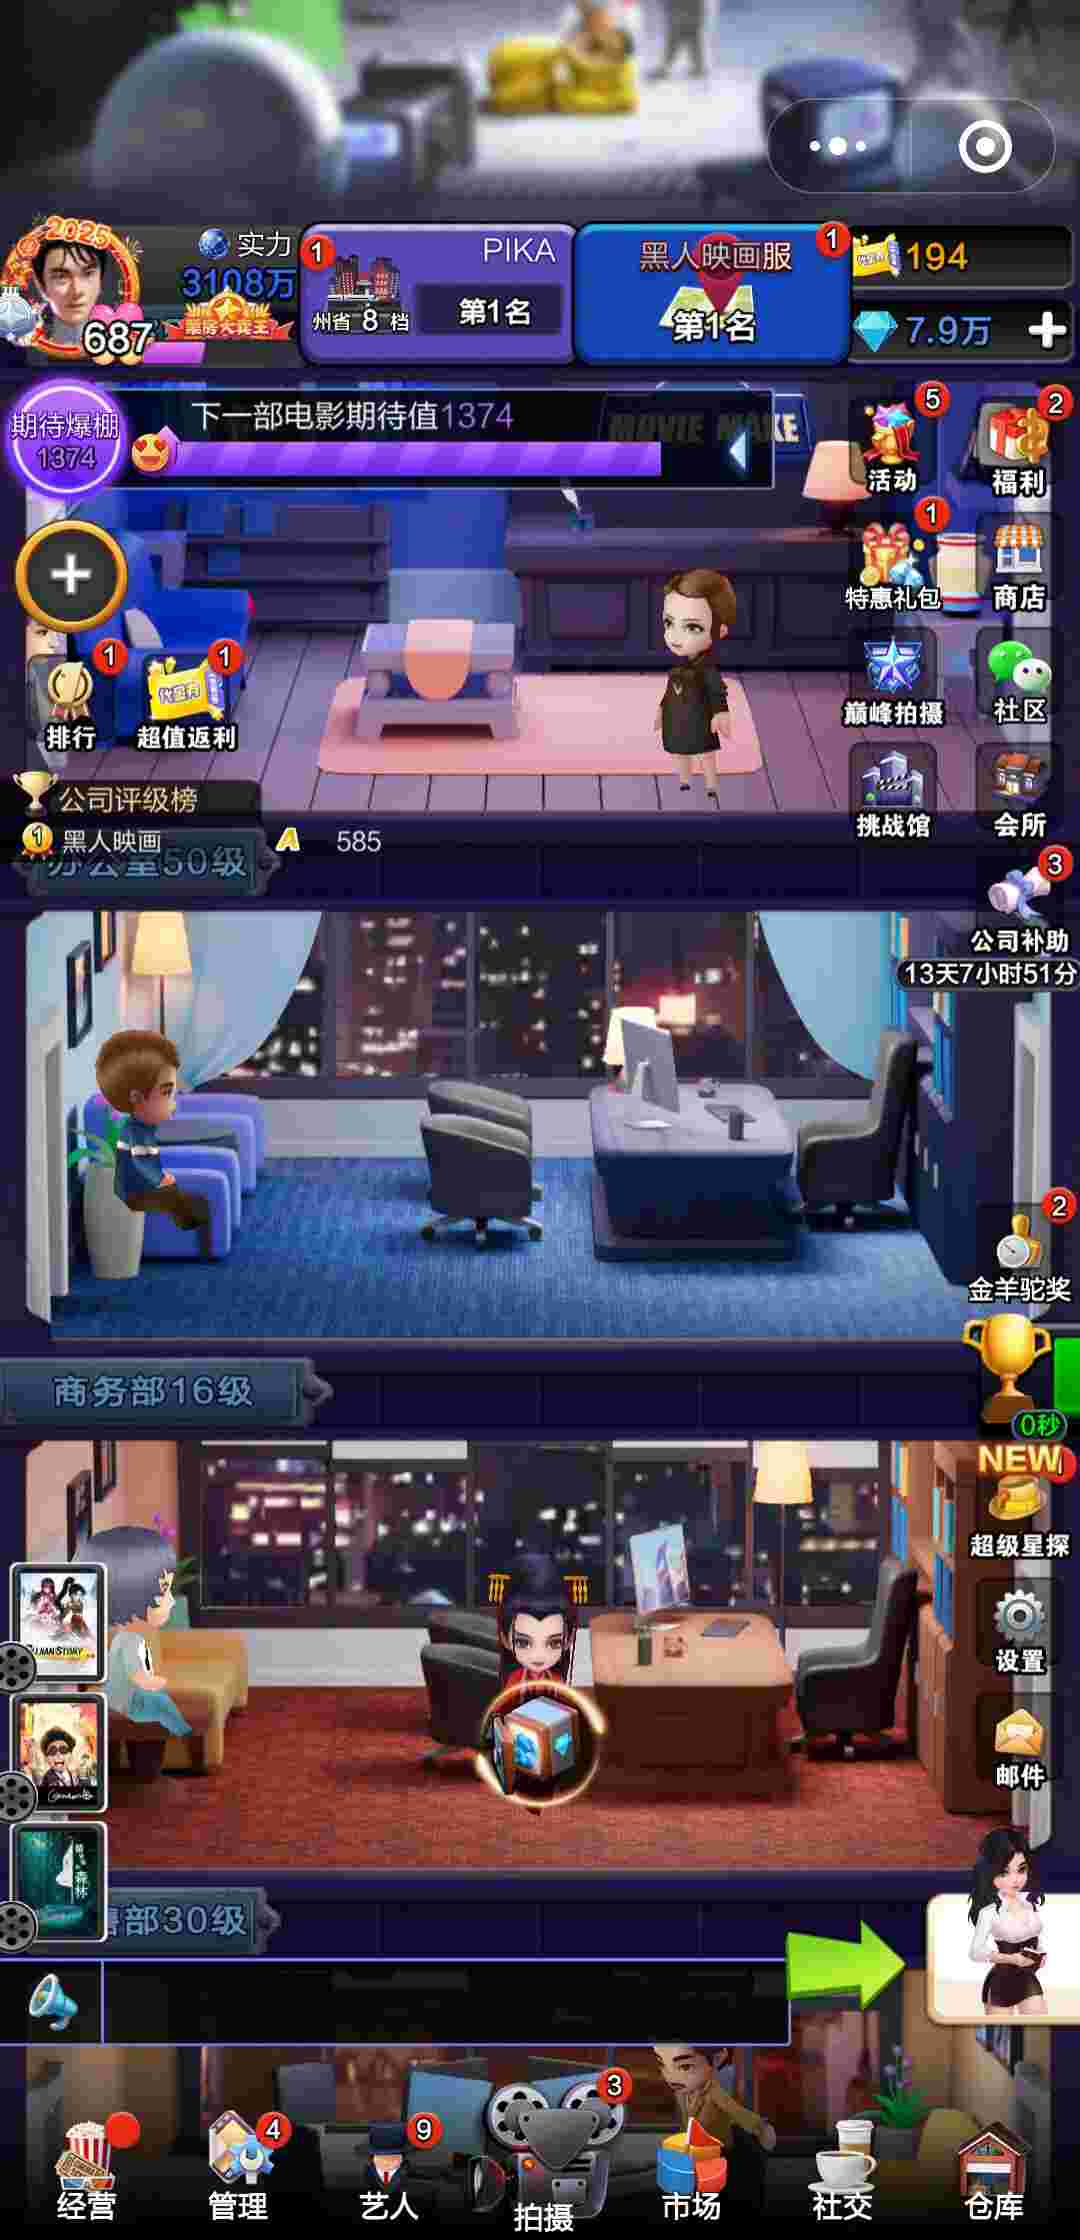 2025
实力
3108万
票房大宗王
687
1
州省 8 档
PIKA
第1名
黑人映画服
1
第1名
194
7.9万
期待爆棚
1374
下一部电影期待值1374
MOVIE MAKE
5
活动
2
福利
1
特惠礼包
商店
1
排行
1
超值返利
巅峰拍摄
社区
公司评级榜
挑战馆
会所
1
黑人映画
A
585
办公室50级
3
公司补助
13天7小时51分
2
金羊驼奖
商务部16级
0秒
NEW
超级星探
设置
邮件
森林
部30级
经营
4
管理
9
艺人
3
拍摄
市场
社交
仓库